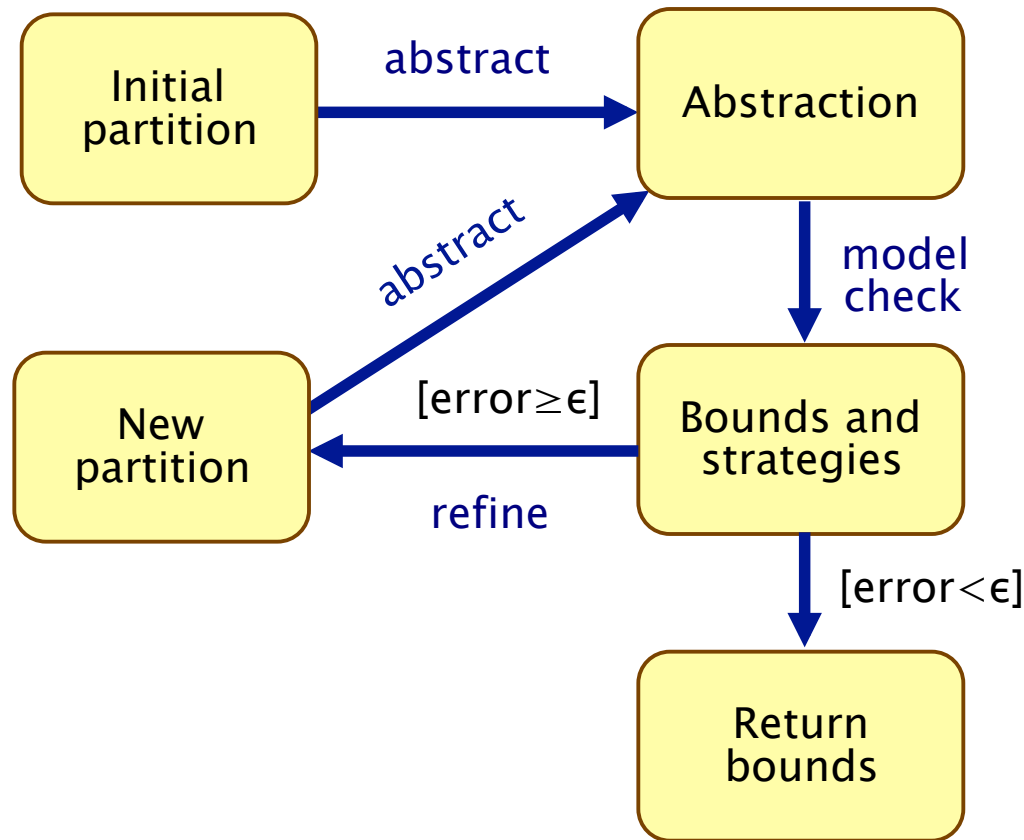 Initial
partition
abstract
Abstraction
abstract
model
check
New
partition
[error≥ϵ]
refine
Bounds and
strategies
[error<ϵ]
Return
bounds